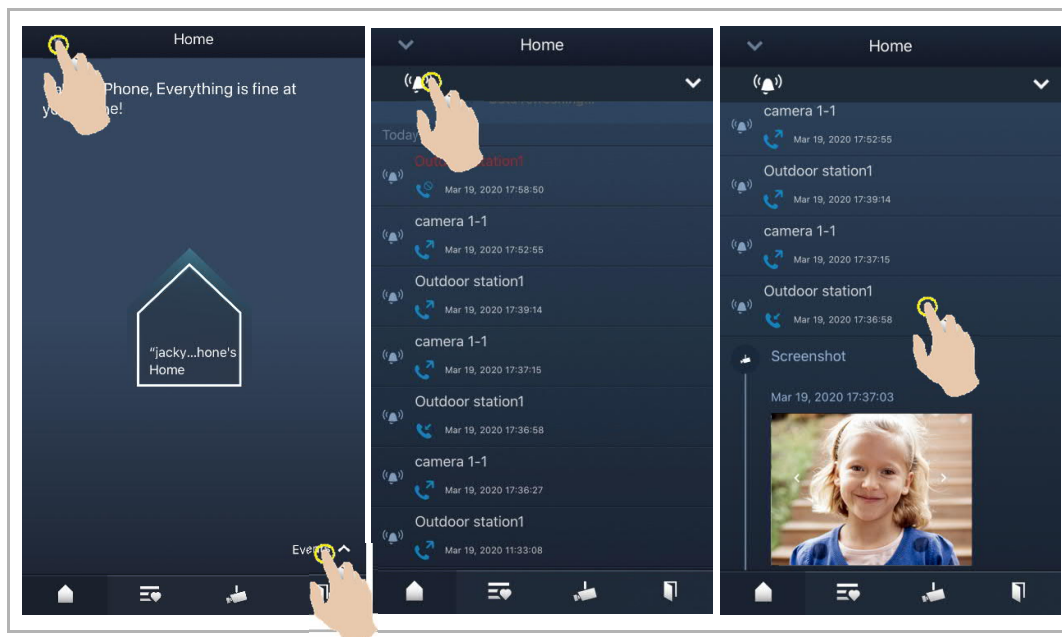 Home
Phone, Everything is fine at
"jacky...hone's
Home
Home
Today
Outdoor station1
Mar 19, 2020 17:58:50
camera 1-1
Mar 19, 2020 17:52:55
Outdoor station1
Mar 19, 2020 17:39:14
camera 1-1
Mar 19, 2020 17:37:15
Outdoor station1
Mar 19, 2020 17:36:58
camera 1-1
Mar 19, 2020 17:36:27
Outdoor station1
Mar 19, 2020 11:33:08
Home
camera 1-1
Mar 19, 2020 17:52:55
Outdoor station1
Mar 19, 2020 17:39:14
camera 1-1
Mar 19, 2020 17:37:15
Outdoor station1
Mar 19, 2020 17:36:58
Screenshot
Mar 19, 2020 17:37:03